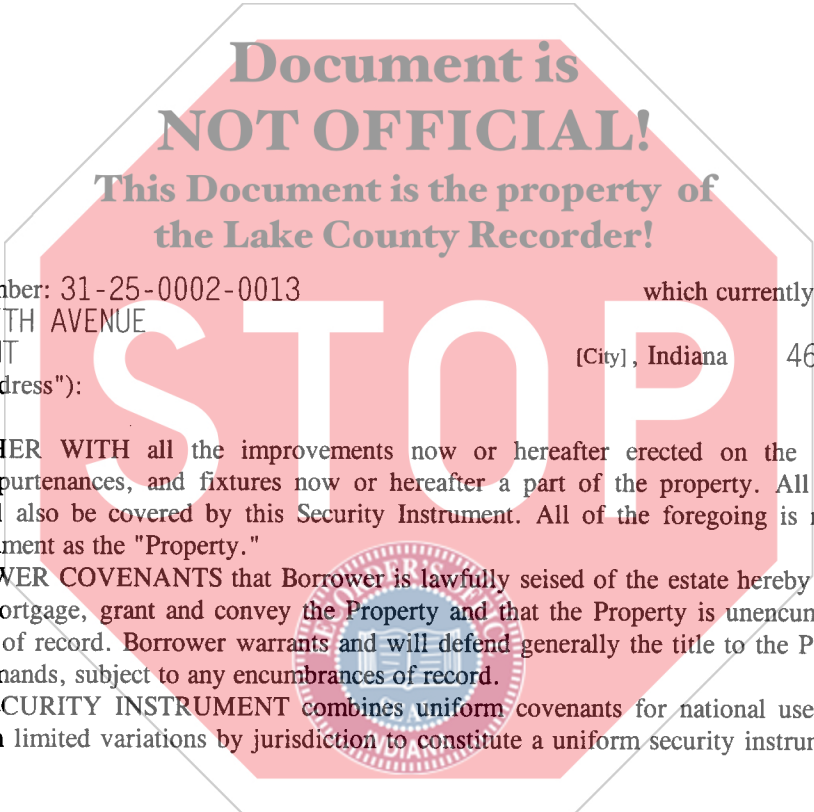 Document is
NOT OFFICIAL!
This Document is the property of
the Lake County Recorder!
nber: 31-25-0002-0013 which currently
TH AVENUE
[City], Indiana 46
dress"):
STOP
HER WITH all the improvements now or hereafter erected on the
purtenances, and fixtures now or hereafter a part of the property. All
also be covered by this Security Instrument. All of the foregoing is
ment as the "Property."
WER COVENANTS that Borrower is lawfully seised of the estate hereby
ortgage, grant and convey the Property and that the Property is unencun
of record. Borrower warrants and will defend generally the title to the P
nands, subject to any encumbrances of record.
CURITY INSTRUMENT combines uniform covenants for national use
limited variations by jurisdiction to constitute a uniform security instrur
INDIANA